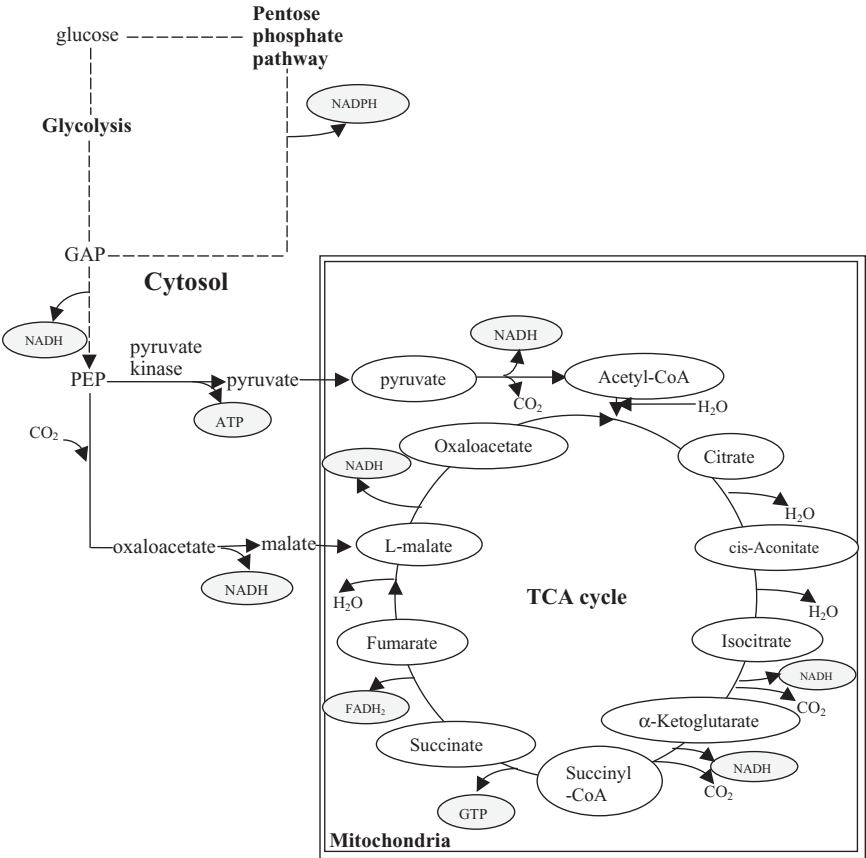 Pentose
phosphate
pathway
glucose
NADPH
Glycolysis
GAP
Cytosol
NADH
NADH
pyruvate
kinase
PEP
pyruvate
pyruvate
Acetyl-CoA
CO₂
H₂O
ATP
CO₂
Oxaloacetate
Citrate
NADH
H₂O
oxaloacetate
malate
L-malate
cis-Aconitate
NADH
H₂O
TCA cycle
H₂O
Fumarate
Isocitrate
NADH
FADH₂
α-Ketoglutarate
CO₂
Succinate
Succinyl
-CoA
NADH
CO₂
GTP
Mitochondria